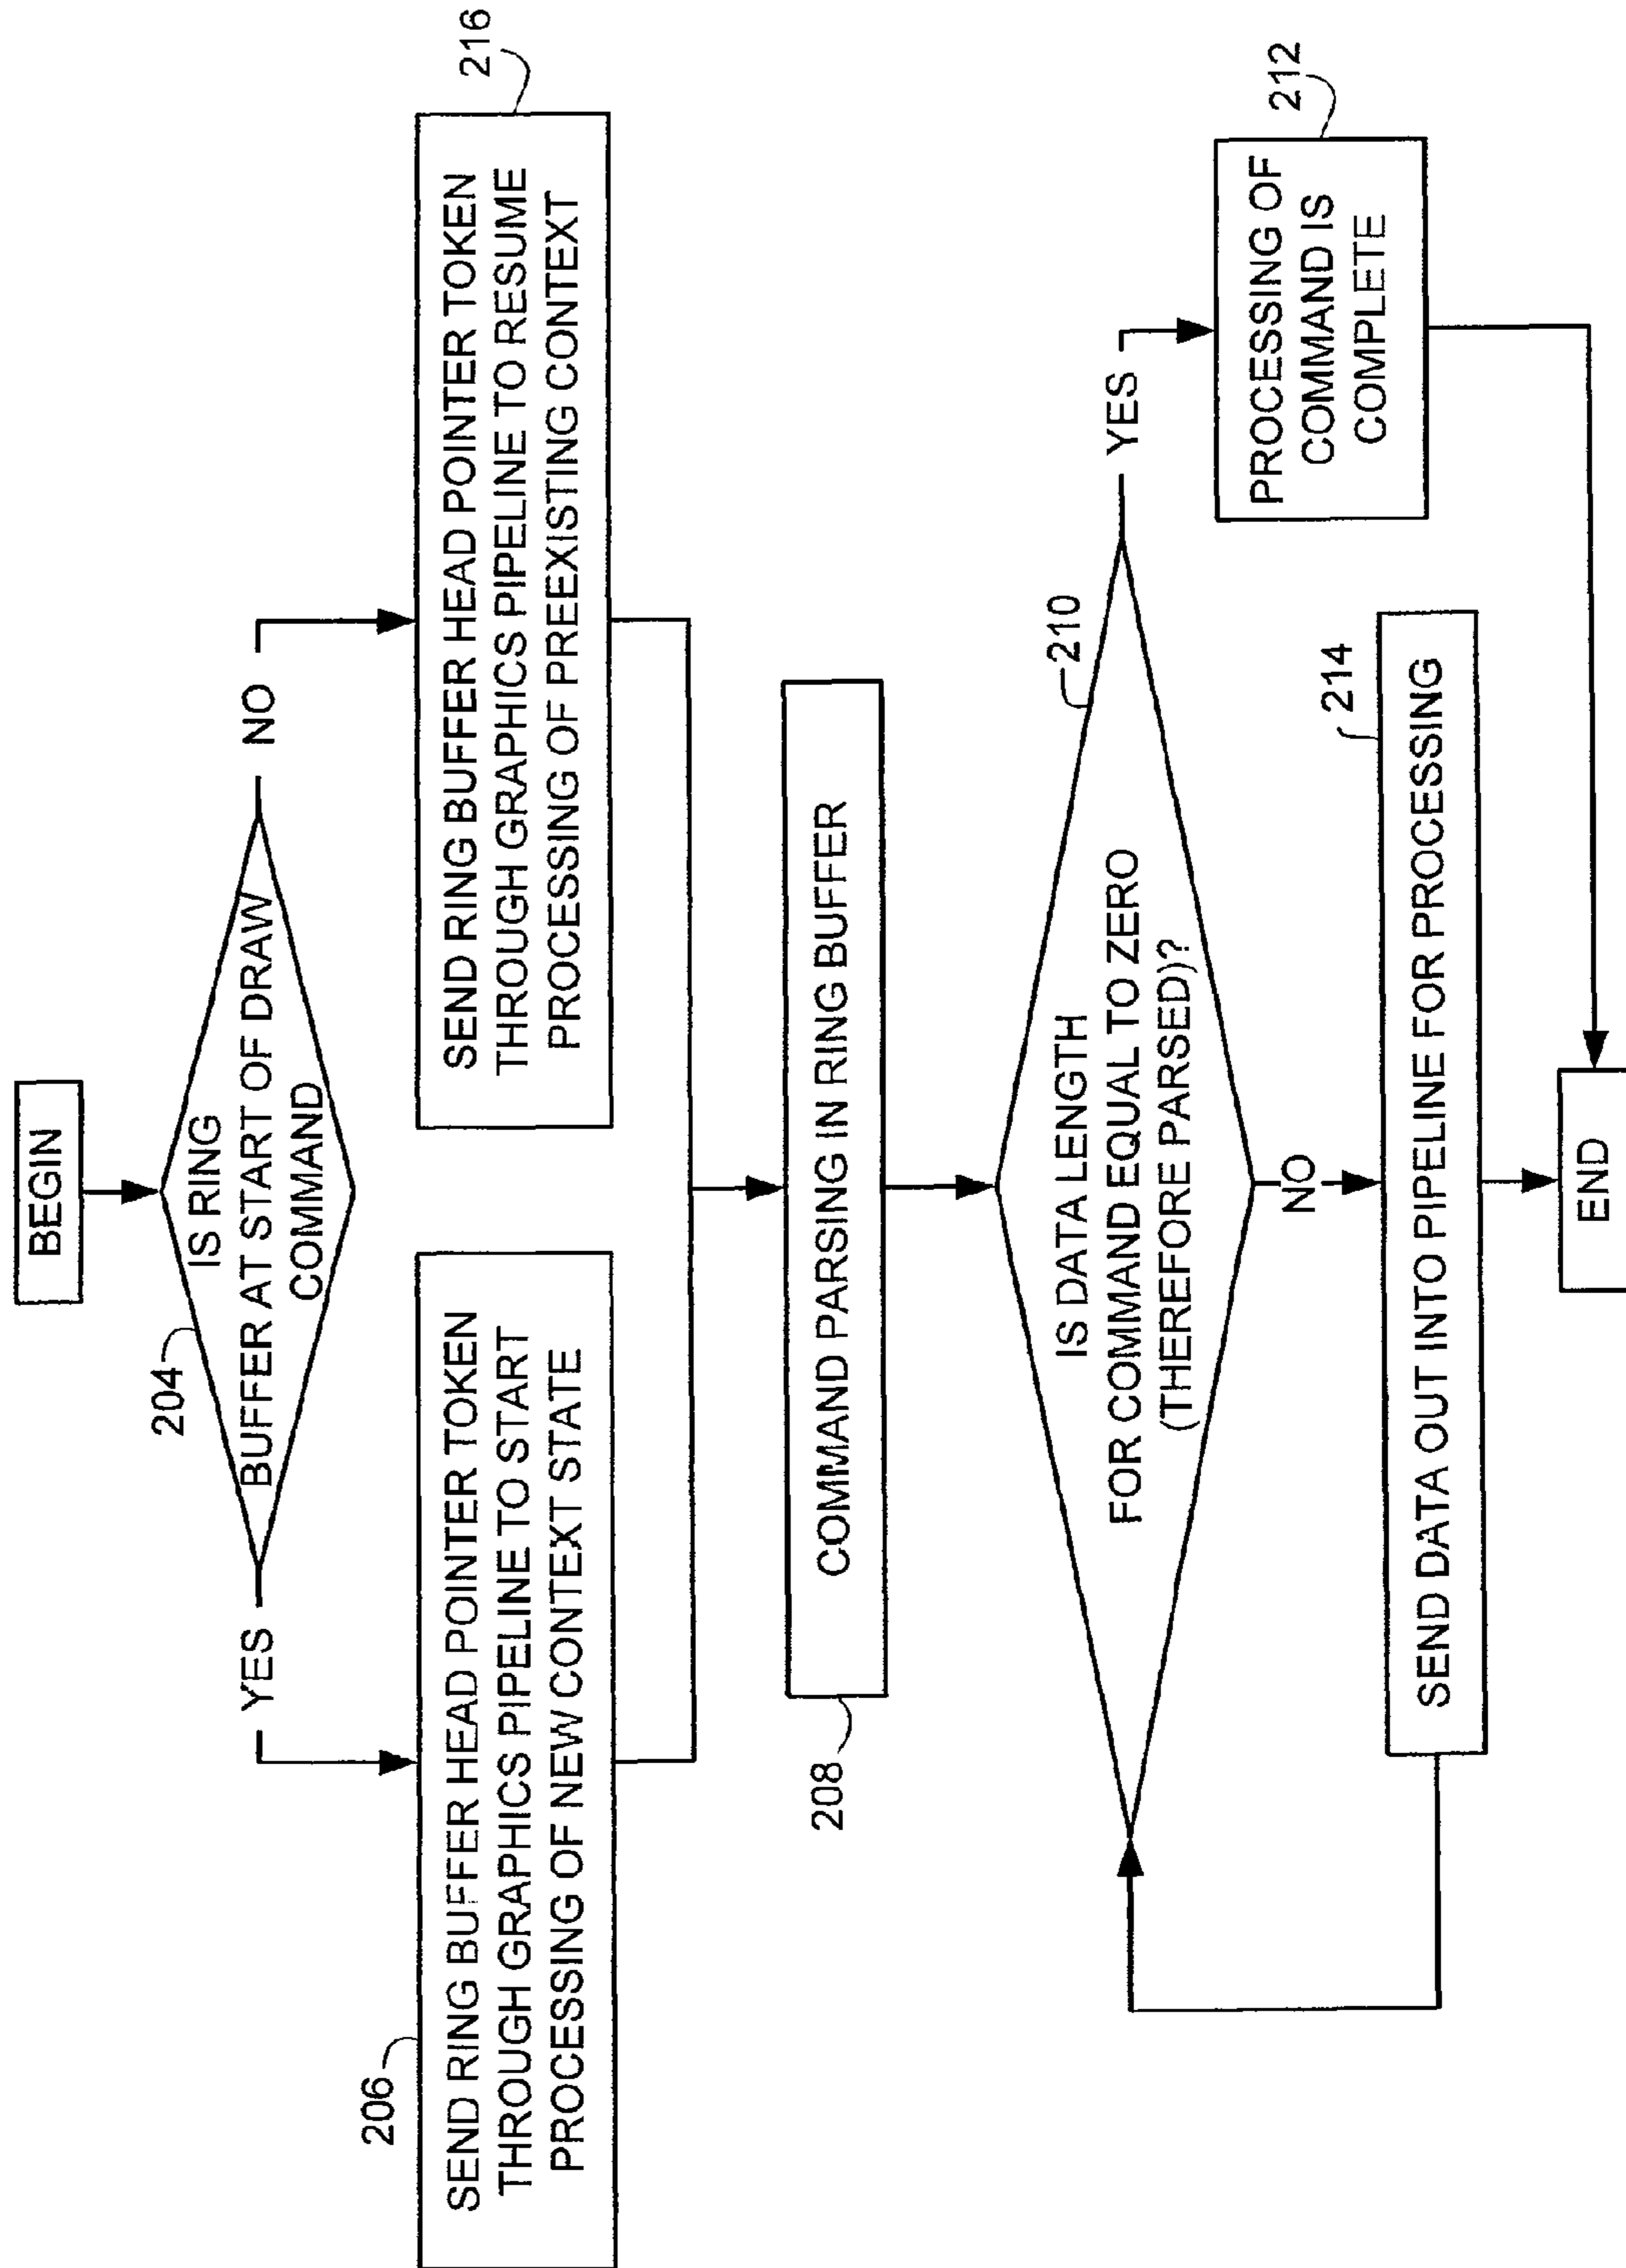 BEGIN
204
IS RING
BUFFER AT START OF DRAW
COMMAND
YES
NO
206
SEND RING BUFFER HEAD POINTER TOKEN
THROUGH GRAPHICS PIPELINE TO START
PROCESSING OF NEW CONTEXT STATE
216
SEND RING BUFFER HEAD POINTER TOKEN
THROUGH GRAPHICS PIPELINE TO RESUME
PROCESSING OF PREEXISTING CONTEXT
208
COMMAND PARSING IN RING BUFFER
210
IS DATA LENGTH
FOR COMMAND EQUAL TO ZERO
(THEREFORE PARSED)?
YES
NO
212
PROCESSING OF
COMMAND IS
COMPLETE
214
SEND DATA OUT INTO PIPELINE FOR PROCESSING
END